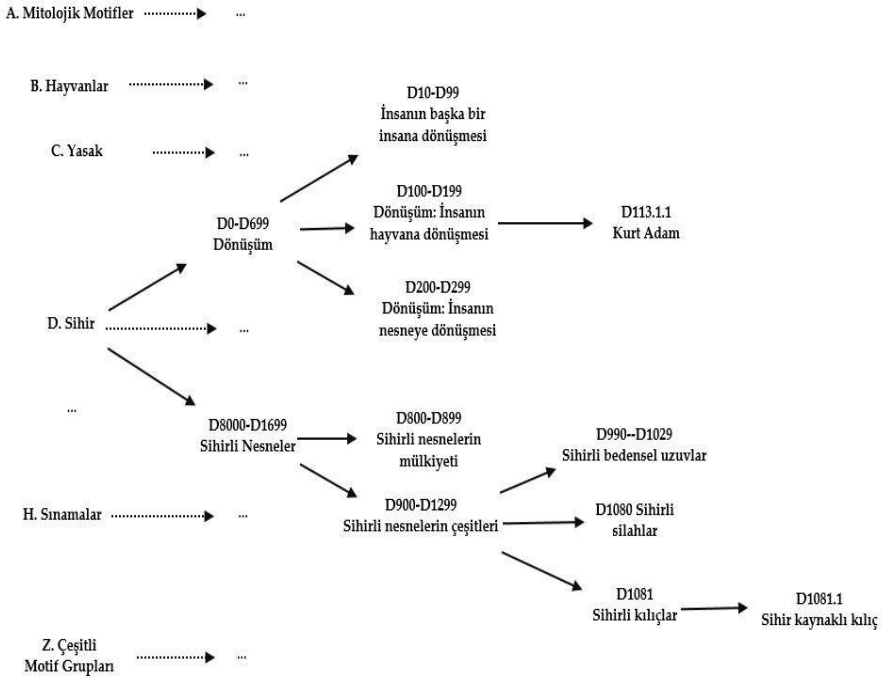 A. Mitolojik Motifler ...
B. Hayvanlar ...
C. Yasak ...
D10-D99
İnsanın başka bir
insana dönüşmesi
D0-D699
Dönüşüm
D100-D199
Dönüşüm: İnsanın
hayvana dönüşmesi
D113.1.1
Kurt Adam
D200-D299
Dönüşüm: İnsanın
nesneye dönüşmesi
D. Sihir ...
...
D8000-D1699
Sihirli Nesneler
D800-D899
Sihirli nesnelerin
mülkiyeti
D990--D1029
Sihirli bedensel uzuvlar
D900-D1299
Sihirli nesnelerin çeşitleri
D1080 Sihirli
silahlar
H. Sınamalar ...
D1081
Sihirli kılıçlar
D1081.1
Sihir kaynaklı kılıç
Z. Çeşitli
Motif Grupları ...